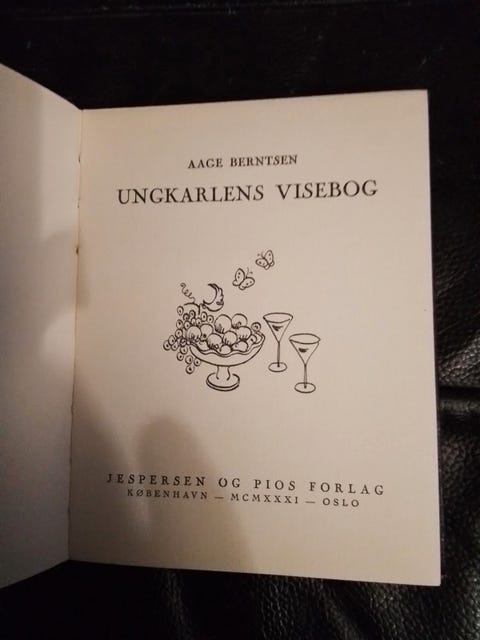 AAGE BERNTSEN
UNGKARLENS VISEBOG
JESPERSEN OG PIOS FORLAG
KØBENHAVN — MCMXXXI — OSLO